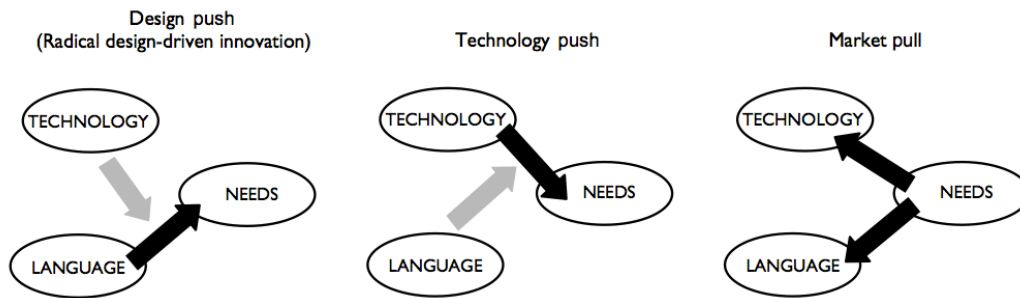 Design push
(Radical design-driven innovation)
TECHNOLOGY
NEEDS
LANGUAGE
Technology push
TECHNOLOGY
NEEDS
LANGUAGE
Market pull
TECHNOLOGY
NEEDS
LANGUAGE